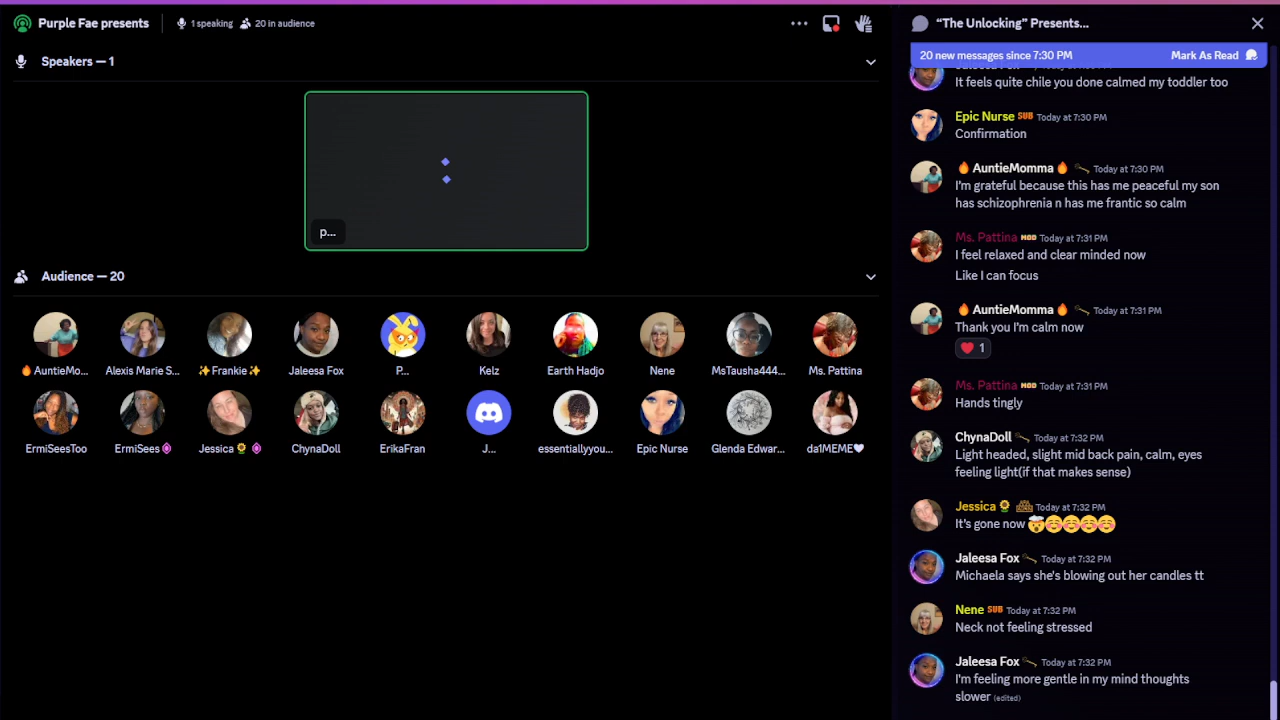 Purple Fae presents
1 speaking
20 in audience
Speakers — 1
p...
Audience — 20
🔥 AuntieMo...
Alexis Marie S...
✨ Frankie ✨
Jaleesa Fox
P...
Kelz
Earth Hadjo
Nene
MsTausha444...
Ms. Pattina
ErmiSeesToo
ErmiSees
Jessica 🌻
ChynaDoll
ErikaFran
J...
essentiallyyou...
Epic Nurse
Glenda Edwar...
da1MEME🤍
“The Unlocking” Presents...
20 new messages since 7:30 PM
Mark As Read
It feels quite chile you done calmed my toddler too
Epic Nurse SUB Today at 7:30 PM
Confirmation
🔥 AuntieMomma 🔥 Today at 7:30 PM
I'm grateful because this has me peaceful my son
has schizophrenia n has me frantic so calm
Ms. Pattina MOD Today at 7:31 PM
I feel relaxed and clear minded now
Like I can focus
🔥 AuntieMomma 🔥 Today at 7:31 PM
Thank you I'm calm now
❤️ 1
Ms. Pattina MOD Today at 7:31 PM
Hands tingly
ChynaDoll Today at 7:32 PM
Light headed, slight mid back pain, calm, eyes
feeling light(if that makes sense)
Jessica 🌻 Today at 7:32 PM
It's gone now 🤯☺️☺️☺️☺️
Jaleesa Fox Today at 7:32 PM
Michaela says she's blowing out her candles tt
Nene SUB Today at 7:32 PM
Neck not feeling stressed
Jaleesa Fox Today at 7:32 PM
I'm feeling more gentle in my mind thoughts
slower (edited)